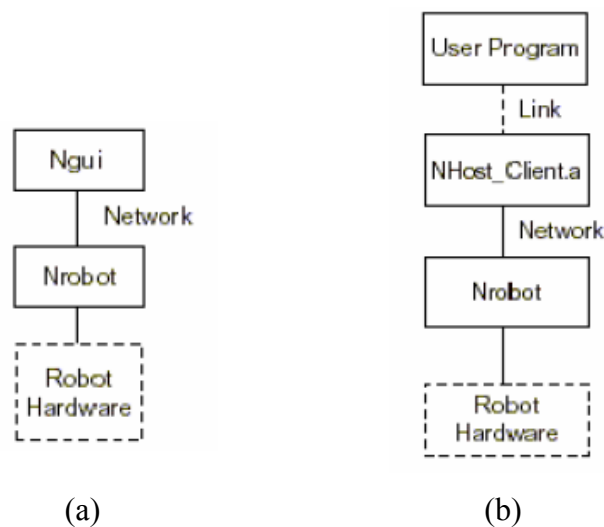 Ngui
Network
Nrobot
Robot
Hardware
(a)
User Program
Link
NHost_Client.a
Network
Nrobot
Robot
Hardware
(b)